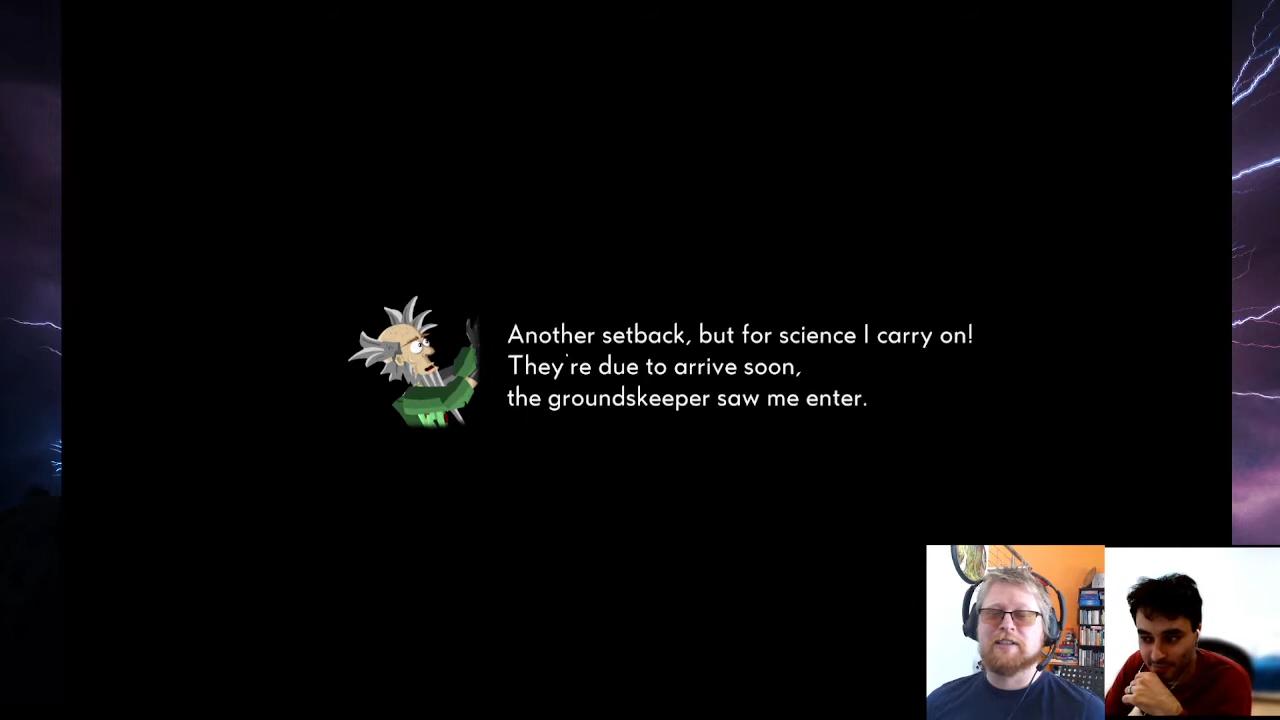 Another setback, but for science I carry on!
They're due to arrive soon,
the groundskeeper saw me enter.